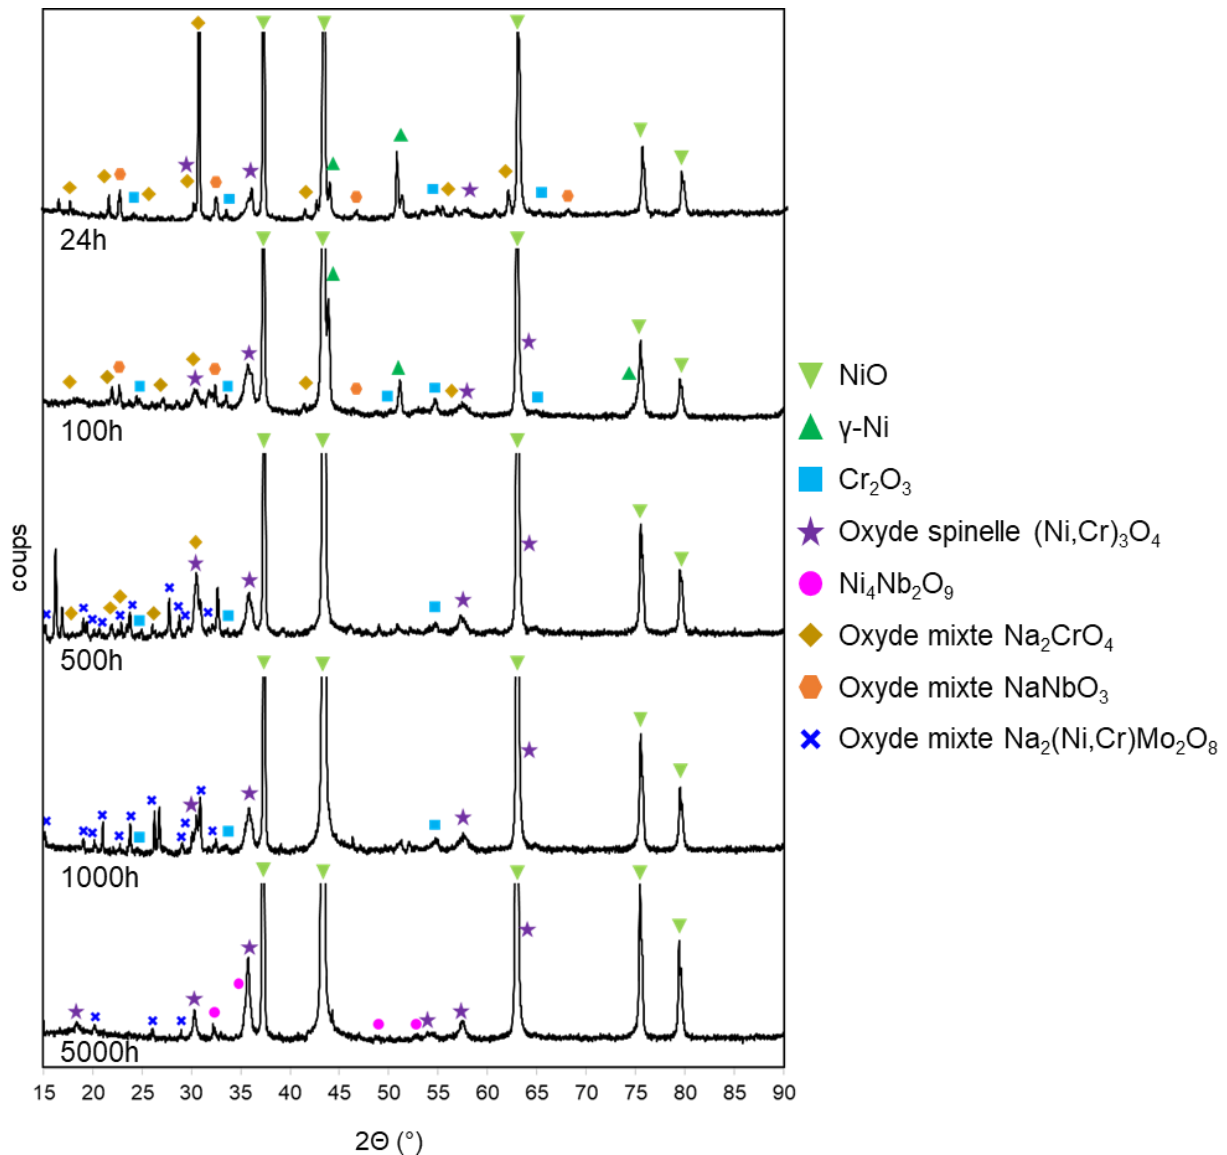 24h
100h
500h
1000h
5000h
coups
15 20 25 30 35 40 45 50 55 60 65 70 75 80 85 90
2Θ (°)
NiO
γ-Ni
Cr₂O₃
Oxyde spinelle (Ni,Cr)₃O₄
Ni₄Nb₂O₉
Oxyde mixte Na₂CrO₄
Oxyde mixte NaNbO₃
Oxyde mixte Na₂(Ni,Cr)Mo₂O₈